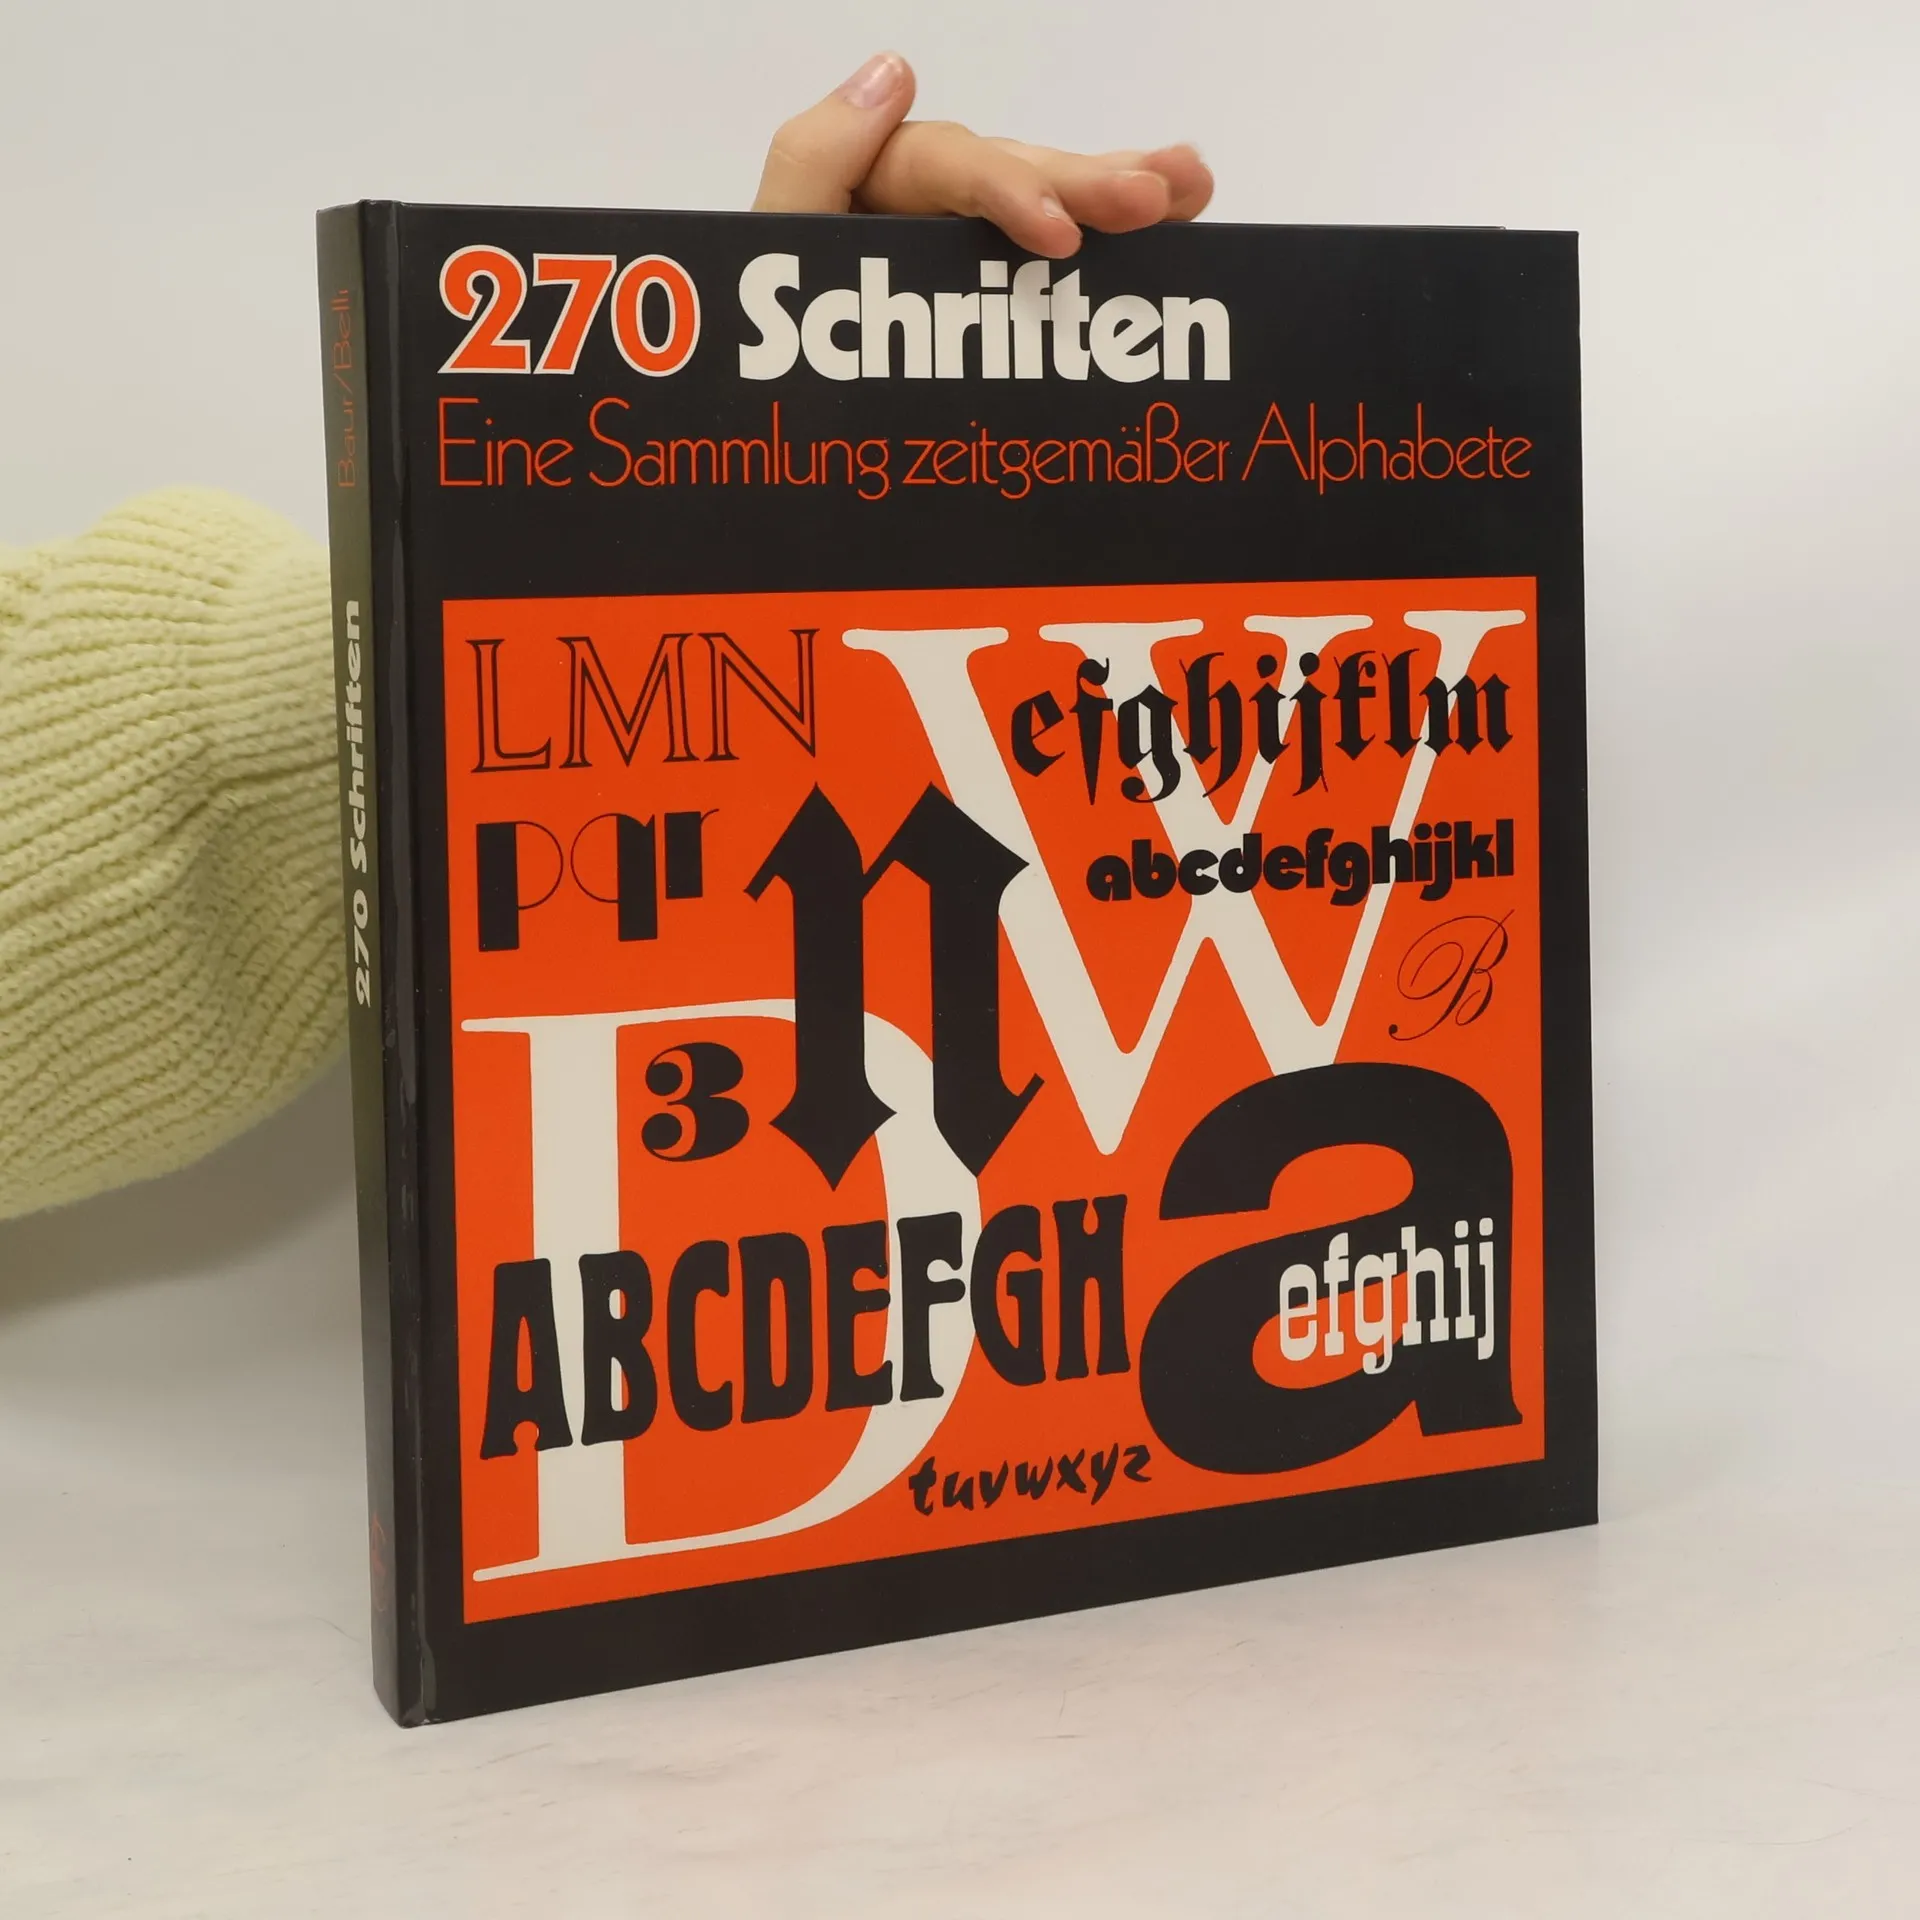 270 Schriften
Eine Sammlung zeitgemäßer Alphabete
LMN
W
efghijklm
pqr
n
abcdefghijkl
B
D
3
a
ABCDEFGH
efghij
tuvwxyz
Baur/Belli
270 Schriften